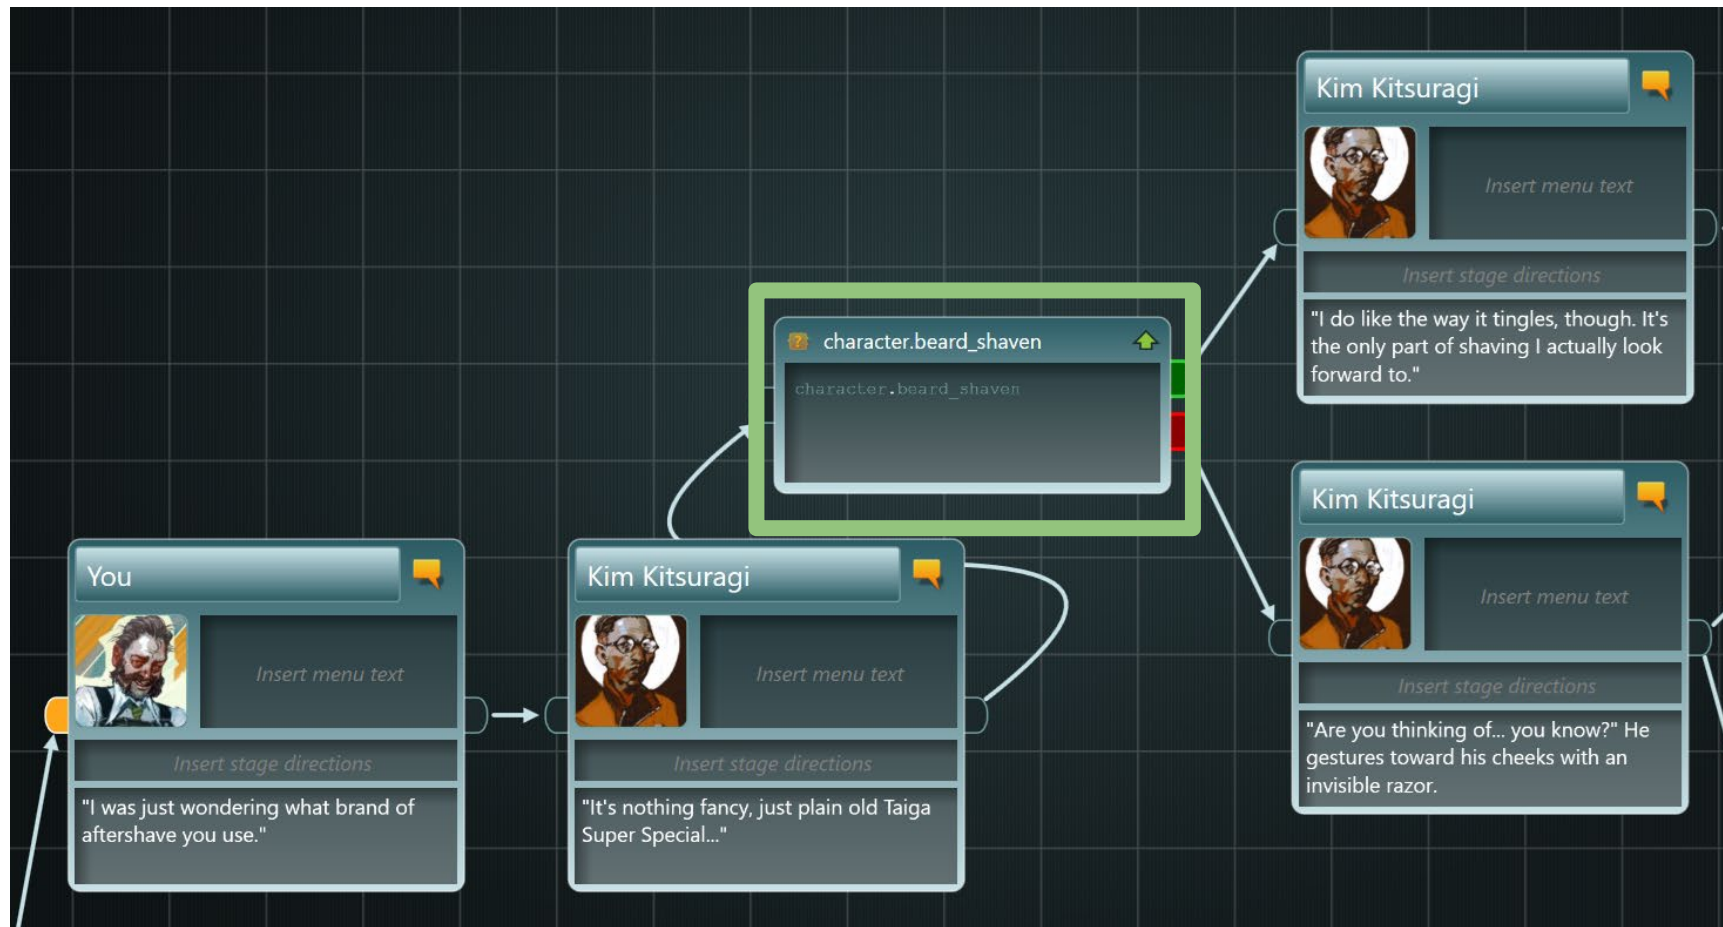 You
Insert menu text
Insert stage directions
"I was just wondering what brand of
aftershave you use."
Kim Kitsuragi
Insert menu text
Insert stage directions
"It's nothing fancy, just plain old Taiga
Super Special..."
character.beard_shaven
character.beard_shaven
Kim Kitsuragi
Insert menu text
Insert stage directions
"I do like the way it tingles, though. It's
the only part of shaving I actually look
forward to."
Kim Kitsuragi
Insert menu text
Insert stage directions
"Are you thinking of... you know?" He
gestures toward his cheeks with an
invisible razor.